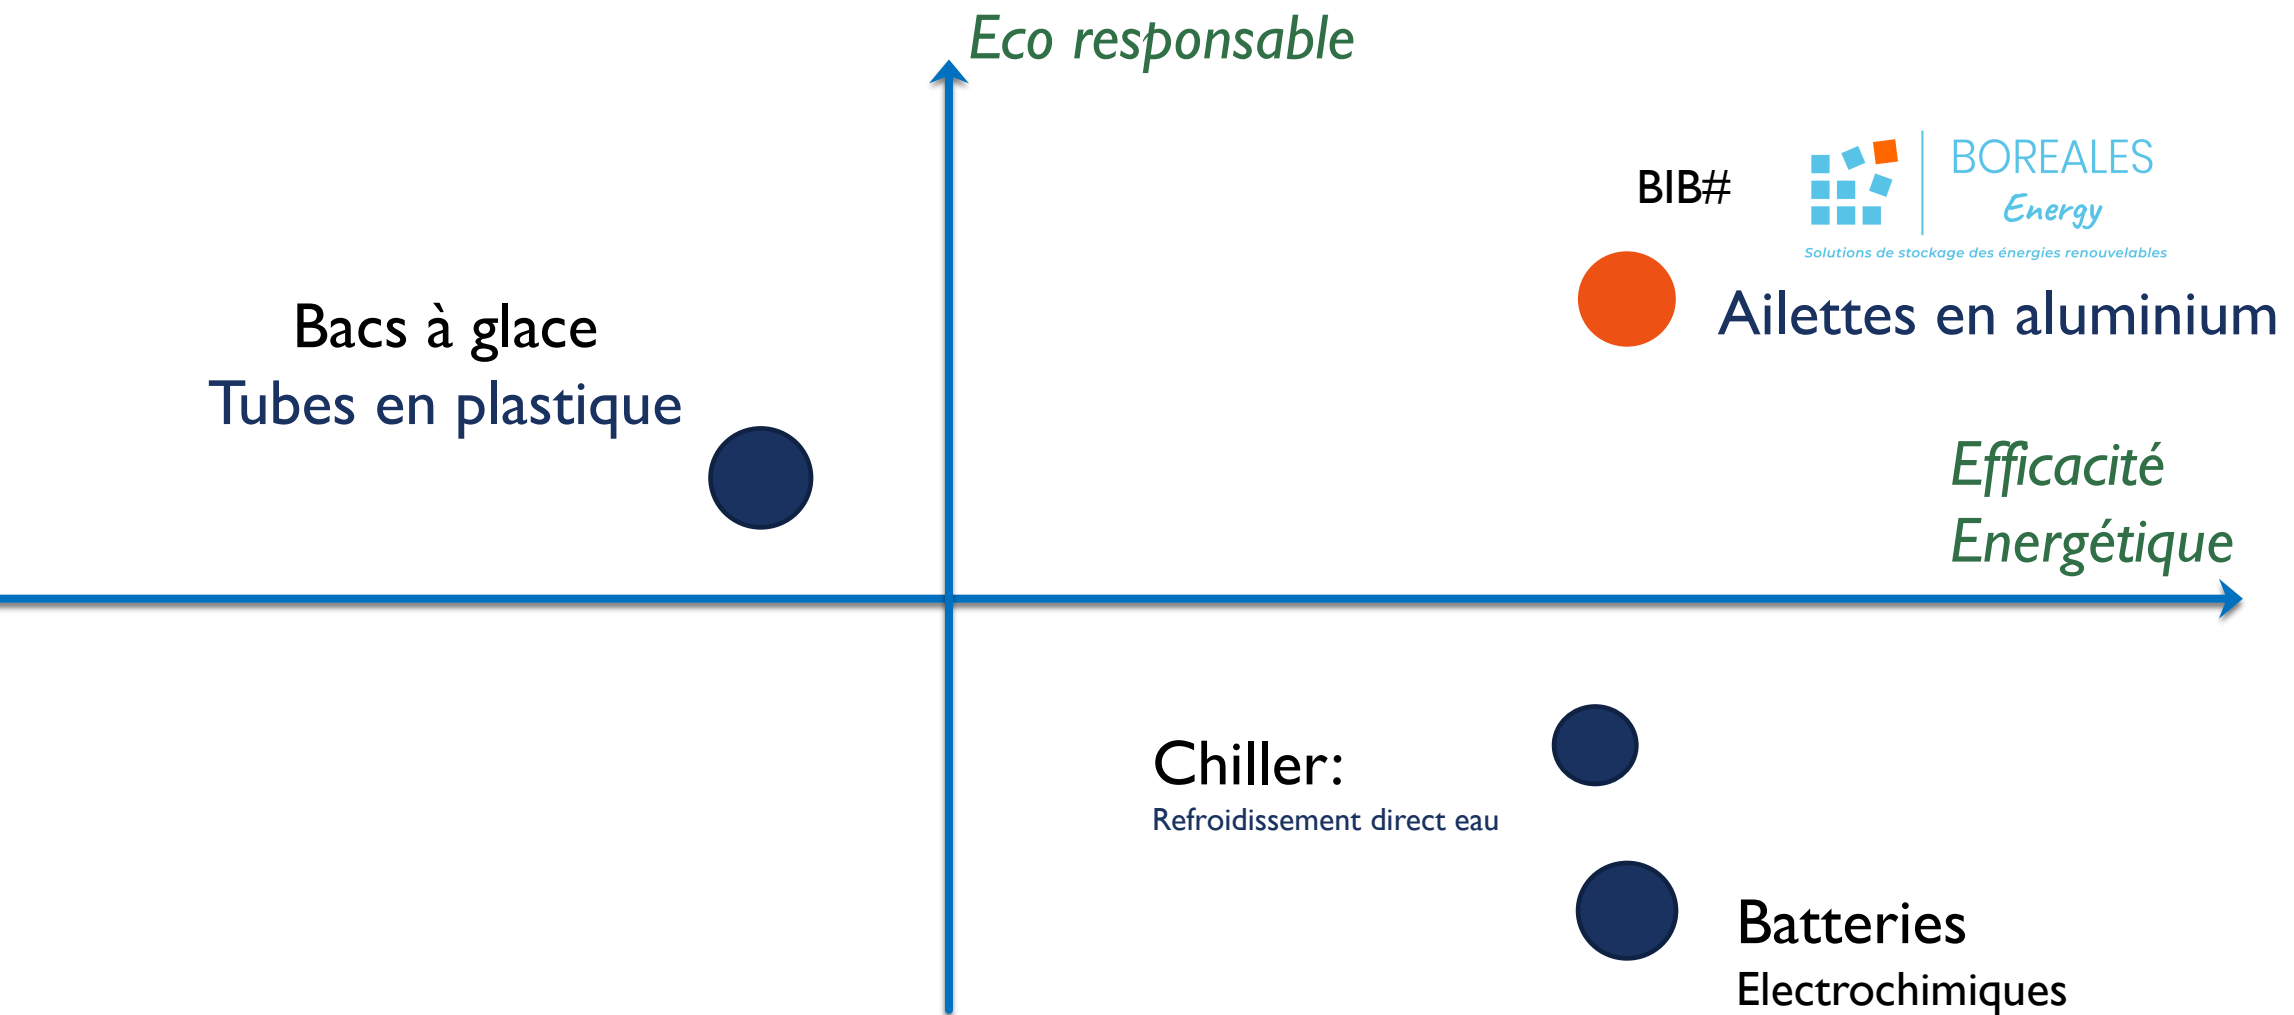 Eco responsable
BIB#
BOREALES
Energy
Solutions de stockage des énergies renouvelables
Ailettes en aluminium
Bacs à glace
Tubes en plastique
Efficacité
Energétique
Chiller:
Refroidissement direct eau
Batteries
Electrochimiques